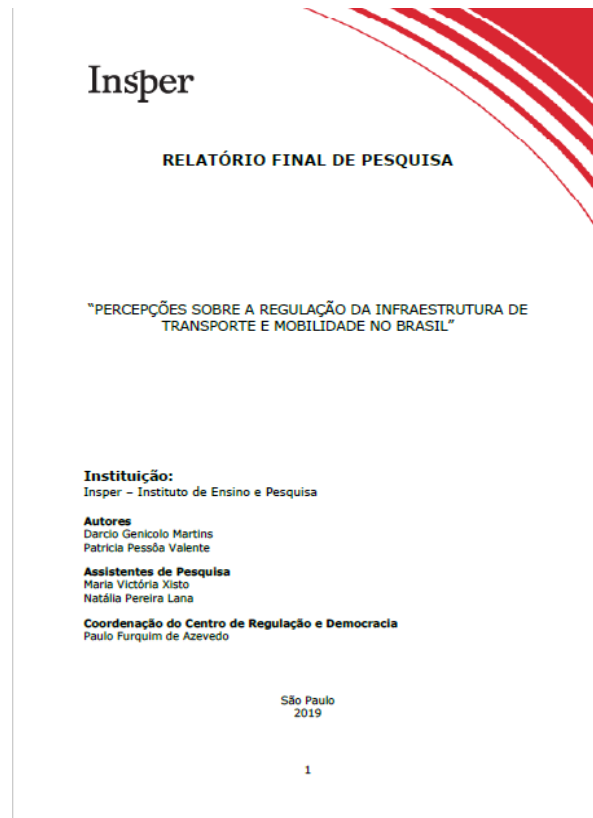 Insper
RELATÓRIO FINAL DE PESQUISA
"PERCEPÇÕES SOBRE A REGULAÇÃO DA INFRAESTRUTURA DE
TRANSPORTE E MOBILIDADE NO BRASIL"
Instituição:
Insper – Instituto de Ensino e Pesquisa
Autores
Darcio Genicolo Martins
Patricia Pessôa Valente
Assistentes de Pesquisa
Maria Victória Xisto
Natália Pereira Lana
Coordenação do Centro de Regulação e Democracia
Paulo Furquim de Azevedo
São Paulo
2019
1